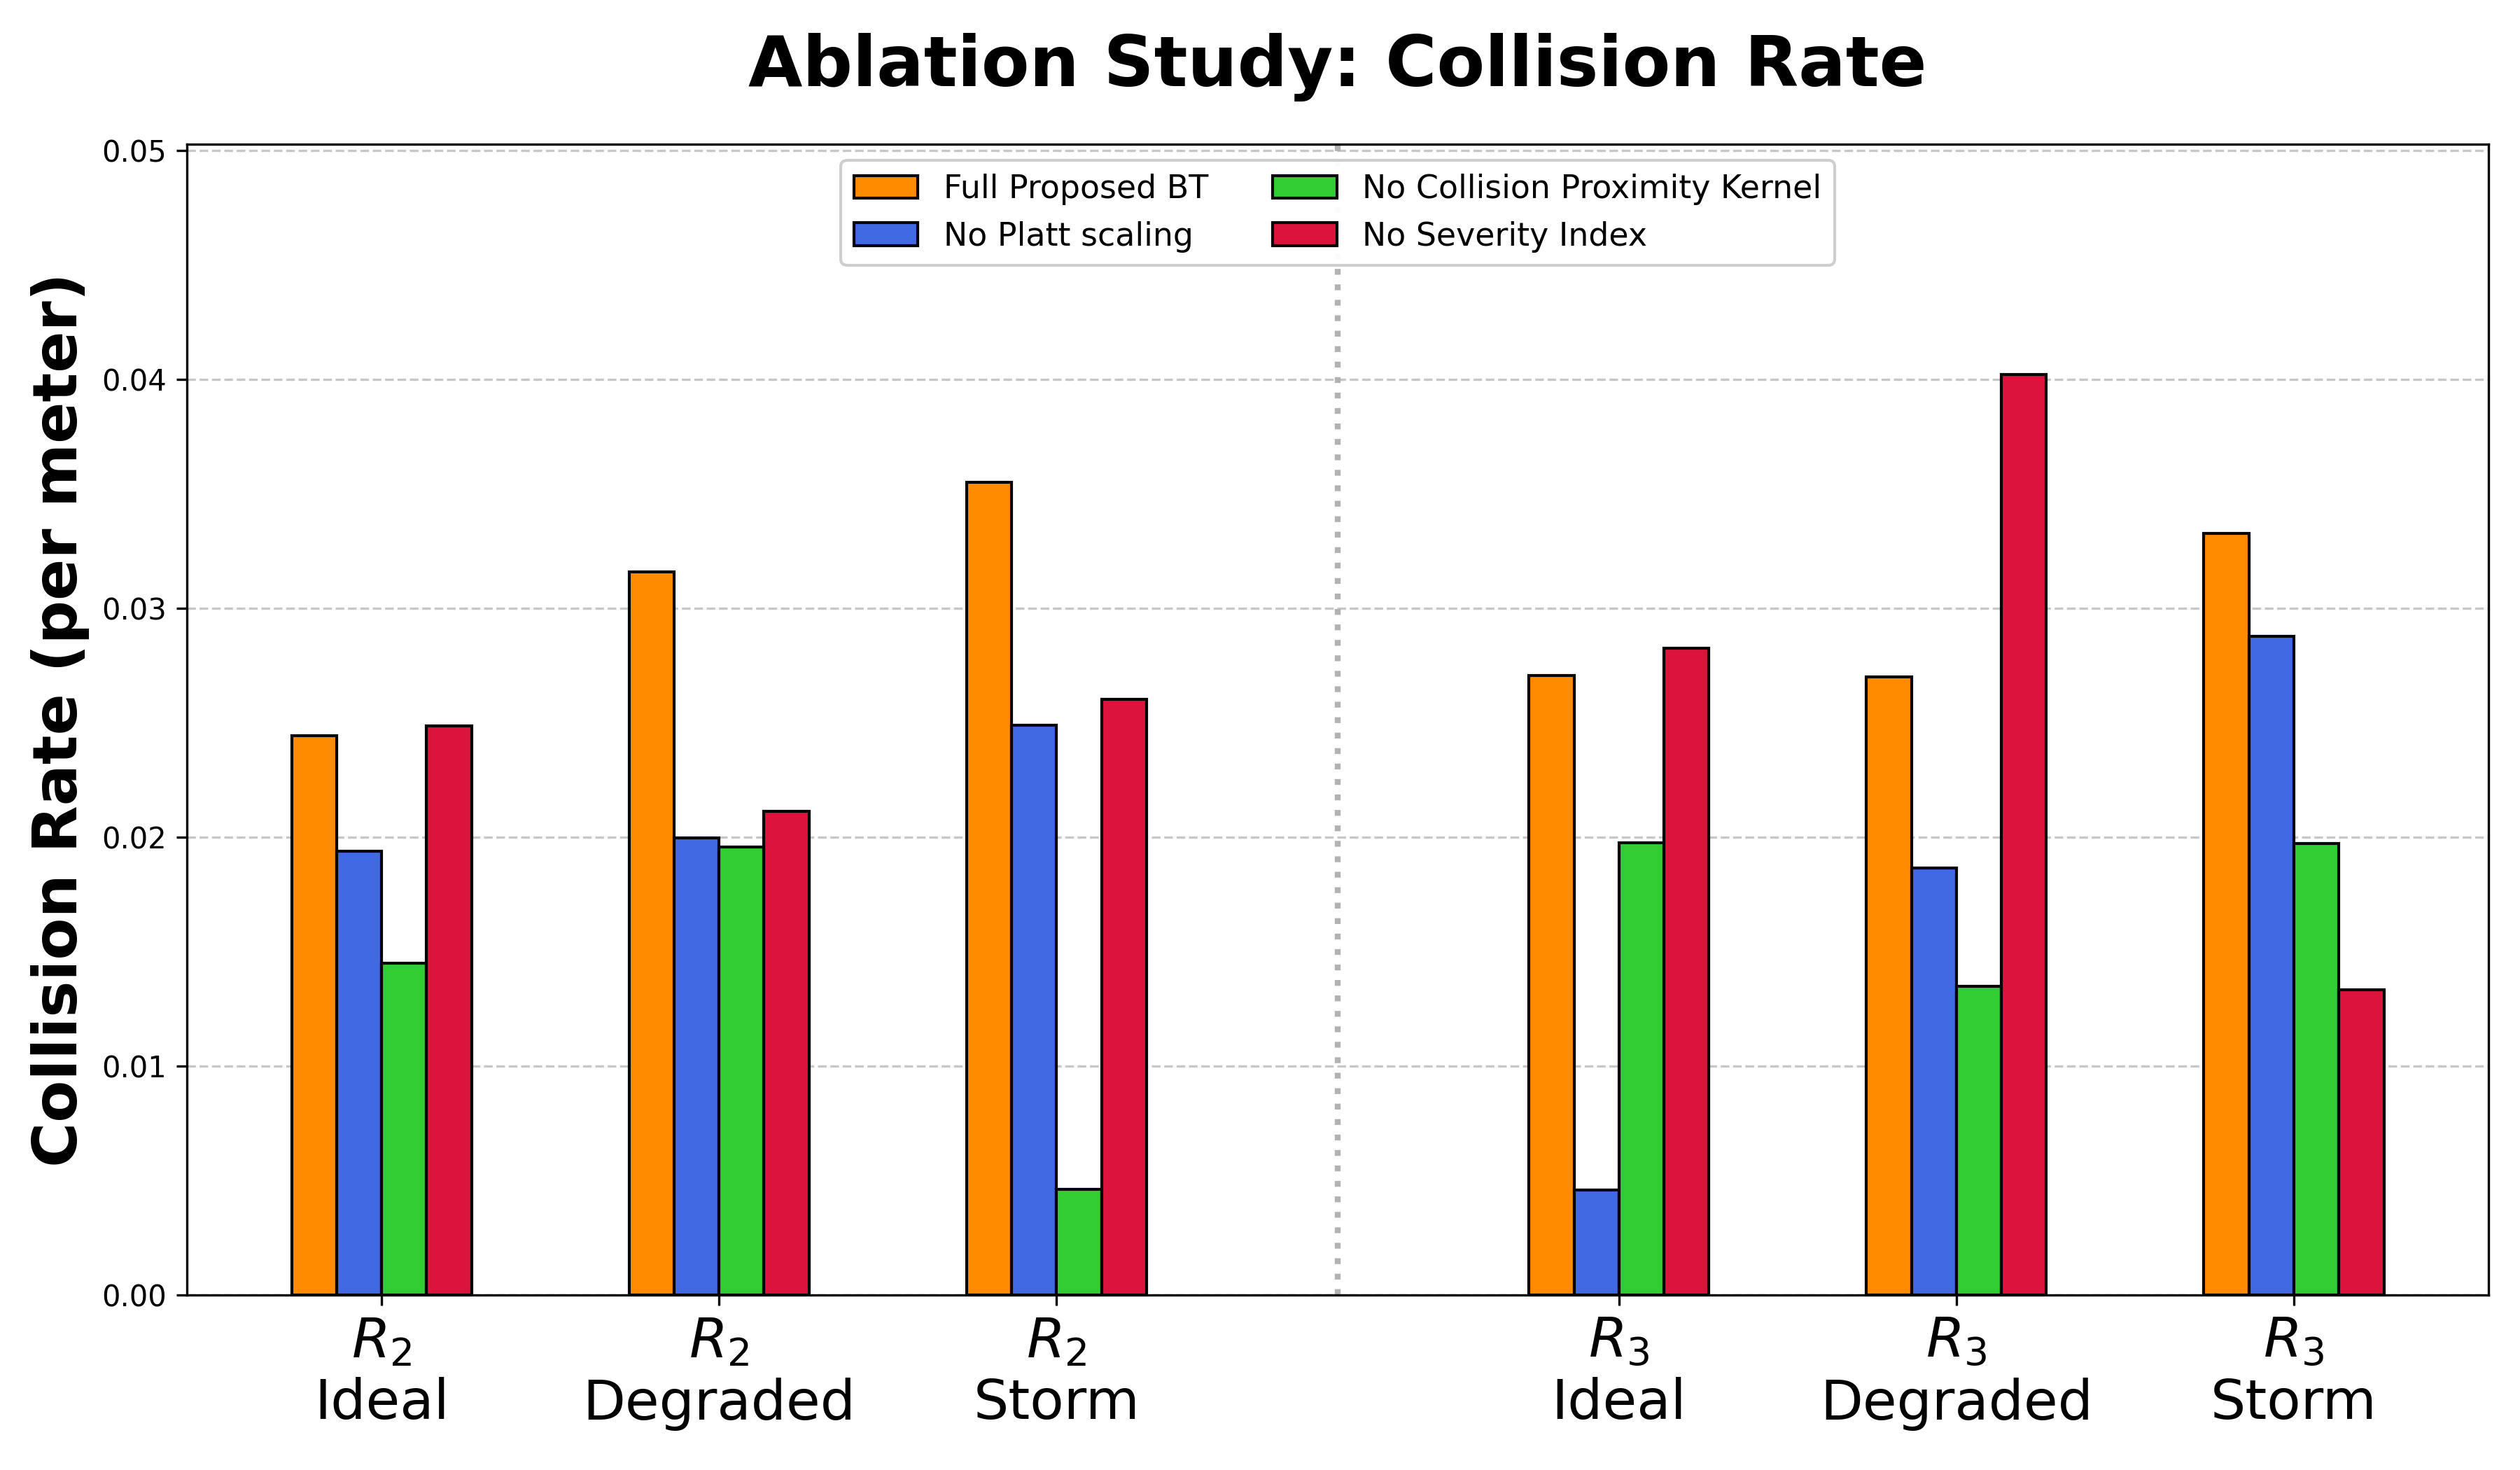 Ablation Study: Collision Rate
Collision Rate (per meter)
0.05
0.04
0.03
0.02
0.01
0.00
Full Proposed BT
No Platt scaling
No Collision Proximity Kernel
No Severity Index
R₂
Ideal
R₂
Degraded
R₂
Storm
R₃
Ideal
R₃
Degraded
R₃
Storm